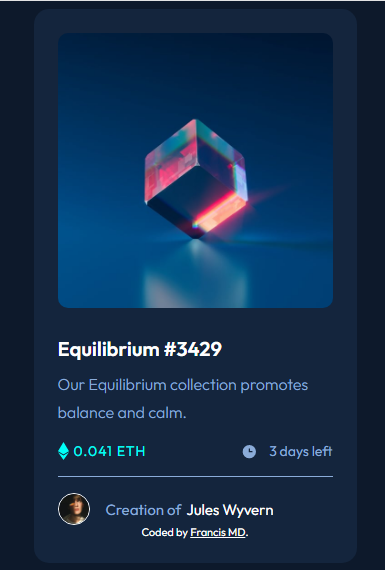 Equilibrium #3429
Our Equilibrium collection promotes
balance and calm.
0.041 ETH 3 days left
Creation of Jules Wyvern
Coded by Francis MD.